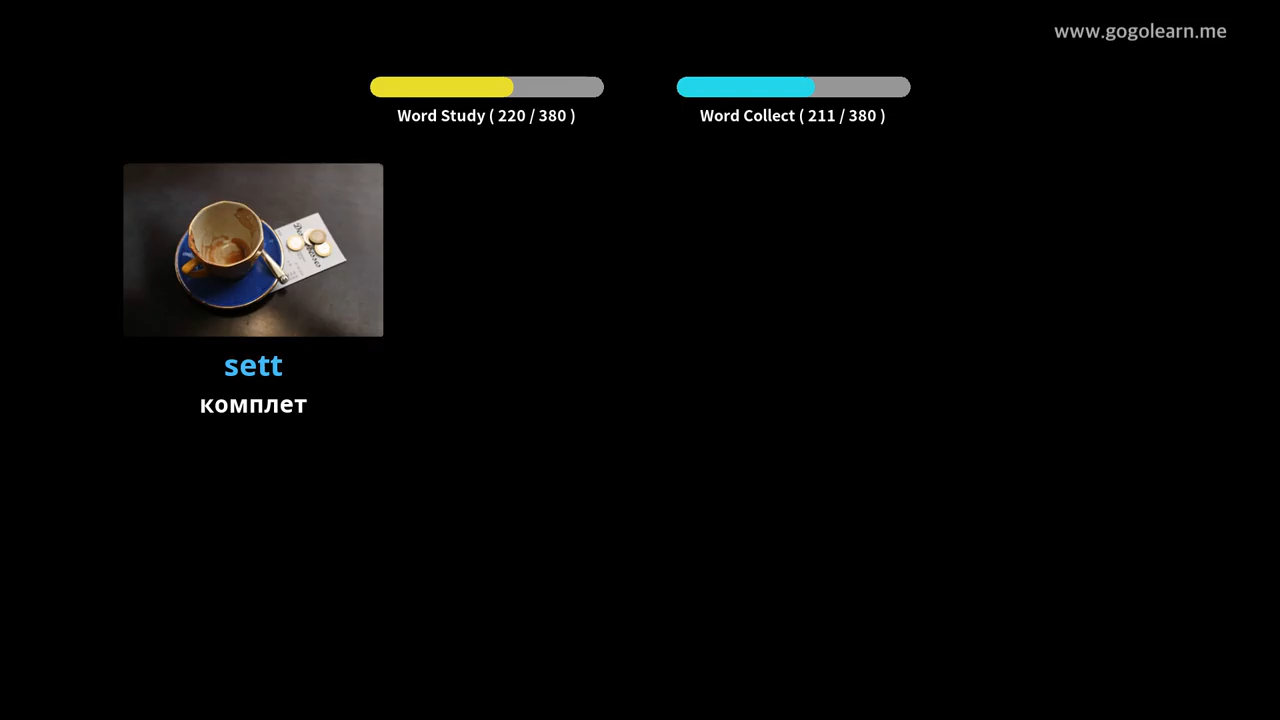 www.gogolearn.me
Word Study ( 220 / 380 )
Word Collect ( 211 / 380 )
sett
комплет